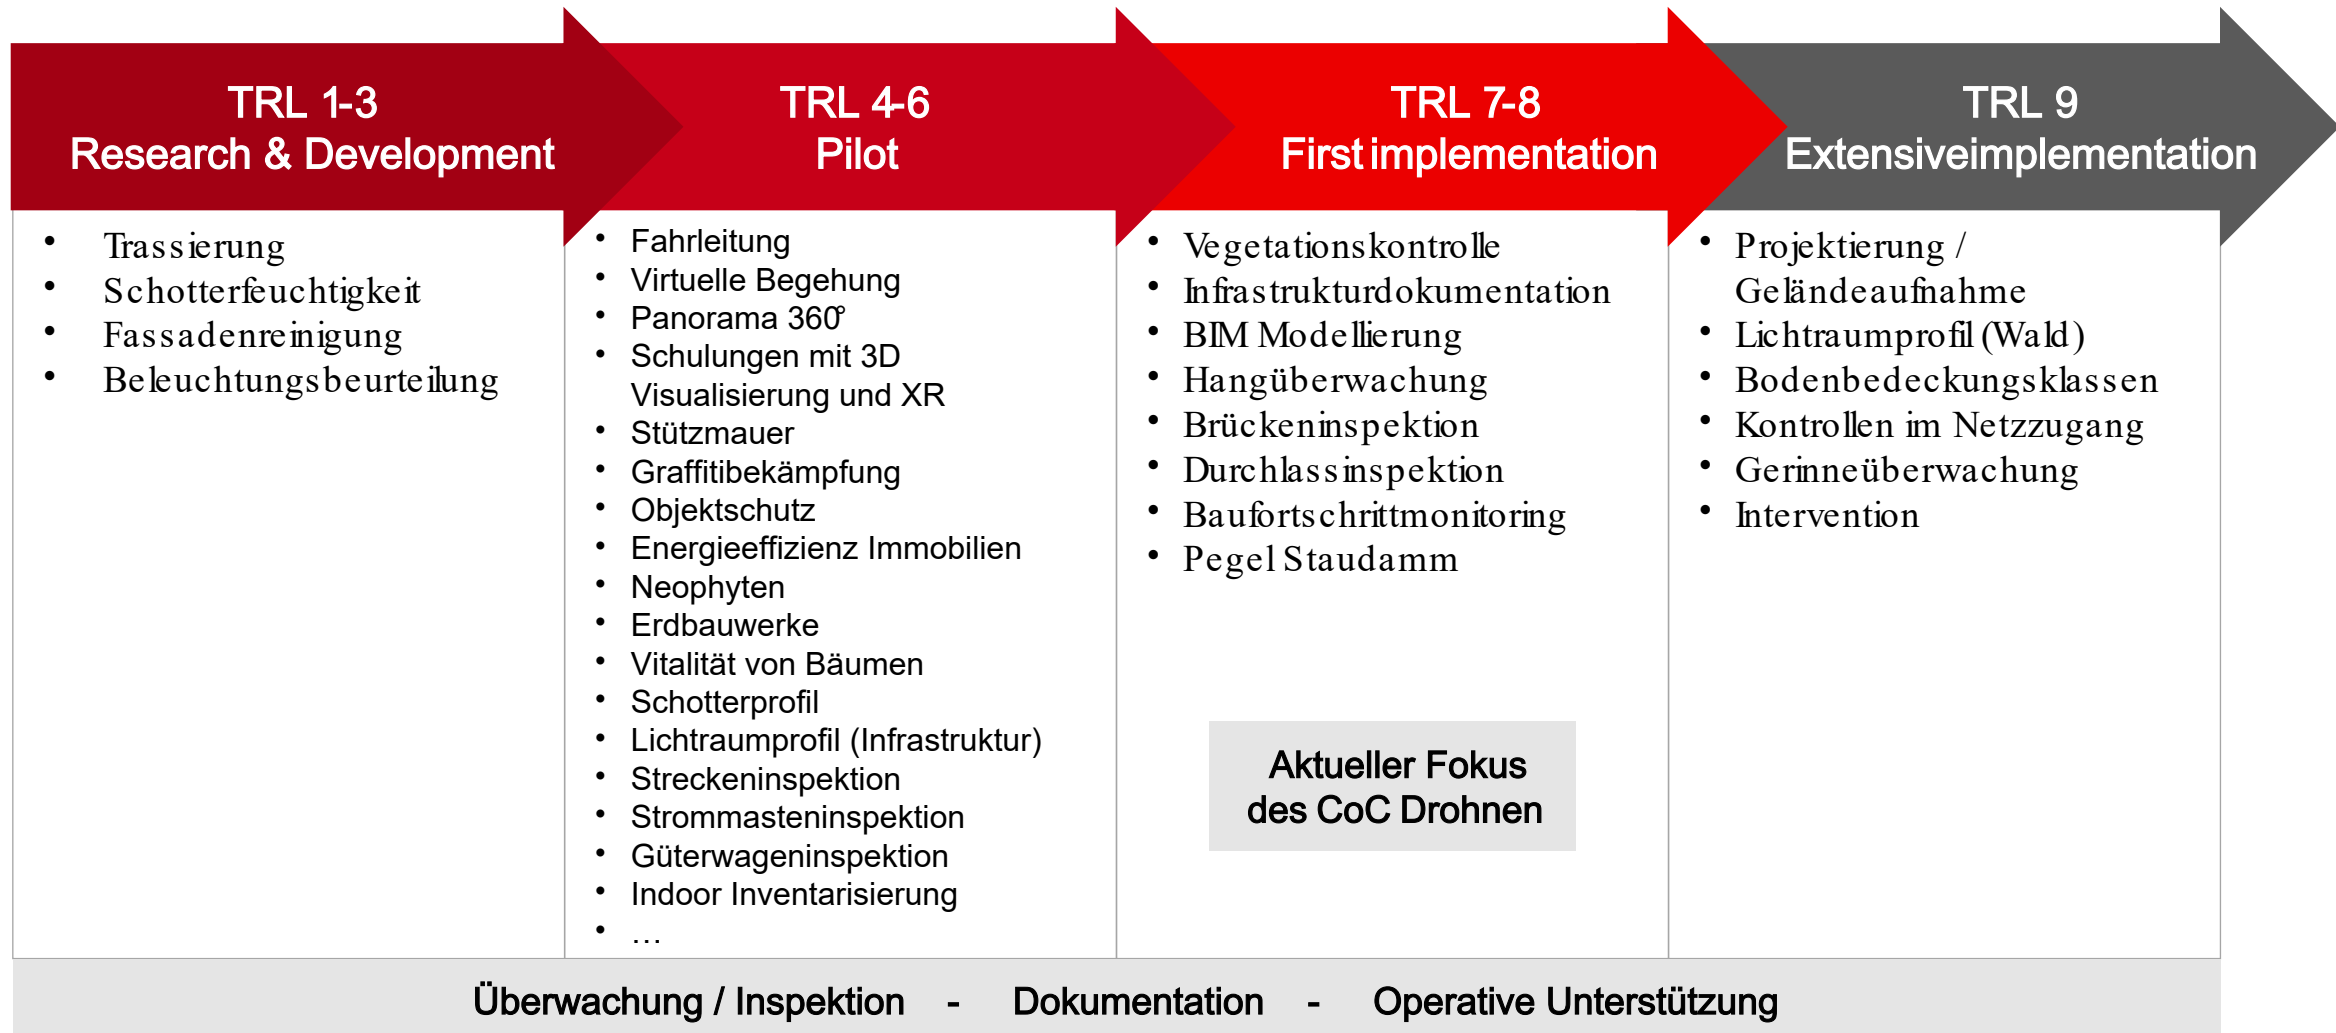 TRL 1-3
Research & Development
TRL 4-6
Pilot
TRL 7-8
First implementation
TRL 9
Extensiveimplementation
• Trassierung
• Schotterfeuchtigkeit
• Fassadenreinigung
• Beleuchtungsbeurteilung
• Fahrleitung
• Virtuelle Begehung
• Panorama 360°
• Schulungen mit 3D
Visualisierung und XR
• Stützmauer
• Graffitibekämpfung
• Objektschutz
• Energieeffizienz Immobilien
• Neophyten
• Erdbauwerke
• Vitalität von Bäumen
• Schotterprofil
• Lichtraumprofil (Infrastruktur)
• Streckeninspektion
• Strommasteninspektion
• Güterwageninspektion
• Indoor Inventarisierung
• …
• Vegetationskontrolle
• Infrastrukturdokumentation
• BIM Modellierung
• Hangüberwachung
• Brückeninspektion
• Durchlassinspektion
• Baufortschrittmonitoring
• Pegel Staudamm
Aktueller Fokus
des CoC Drohnen
• Projektierung /
Geländeaufnahme
• Lichtraumprofil (Wald)
• Bodenbedeckungsklassen
• Kontrollen im Netzzugang
• Gerinneüberwachung
• Intervention
Überwachung / Inspektion - Dokumentation - Operative Unterstützung